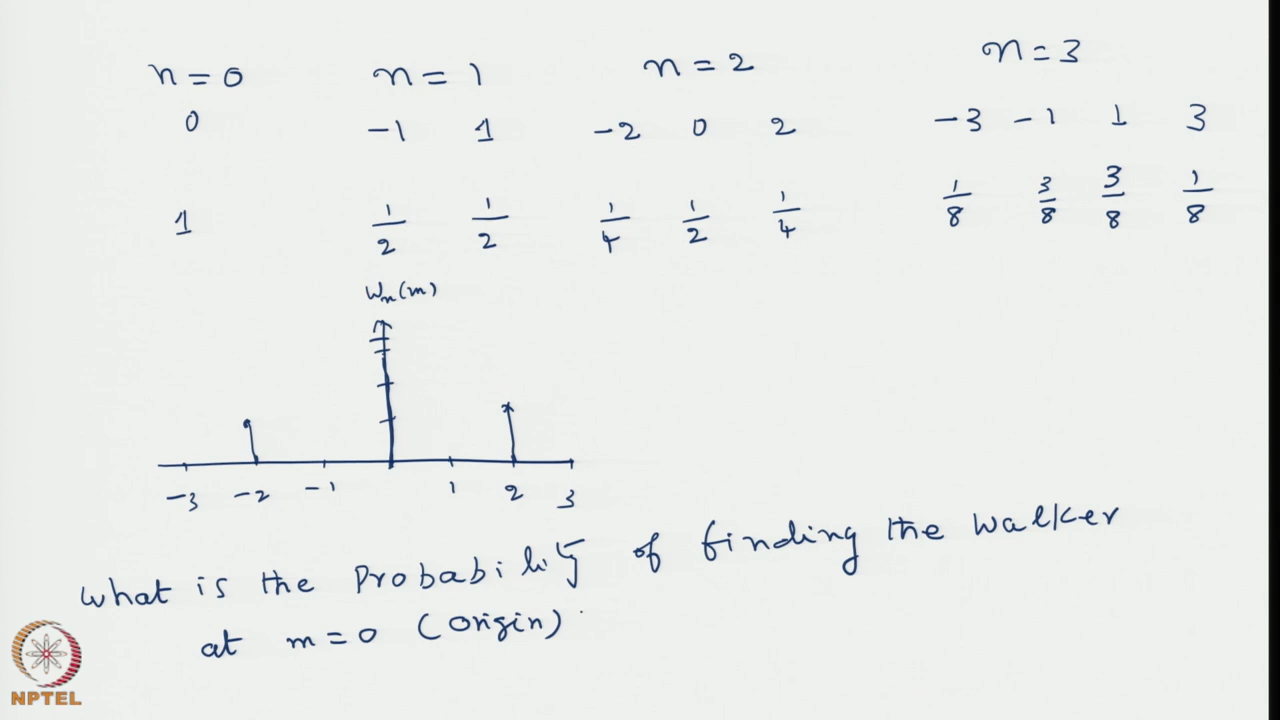 n = 0 n = 1 n = 2 n = 3
0 -1 1 -2 0 2 -3 -1 1 3
1 1/2 1/2 1/4 1/2 1/4 1/8 3/8 3/8 1/8
Wn(m)
-3 -2 -1 1 2 3
What is the Probability of finding the walker
at m = 0 (origin)
NPTEL